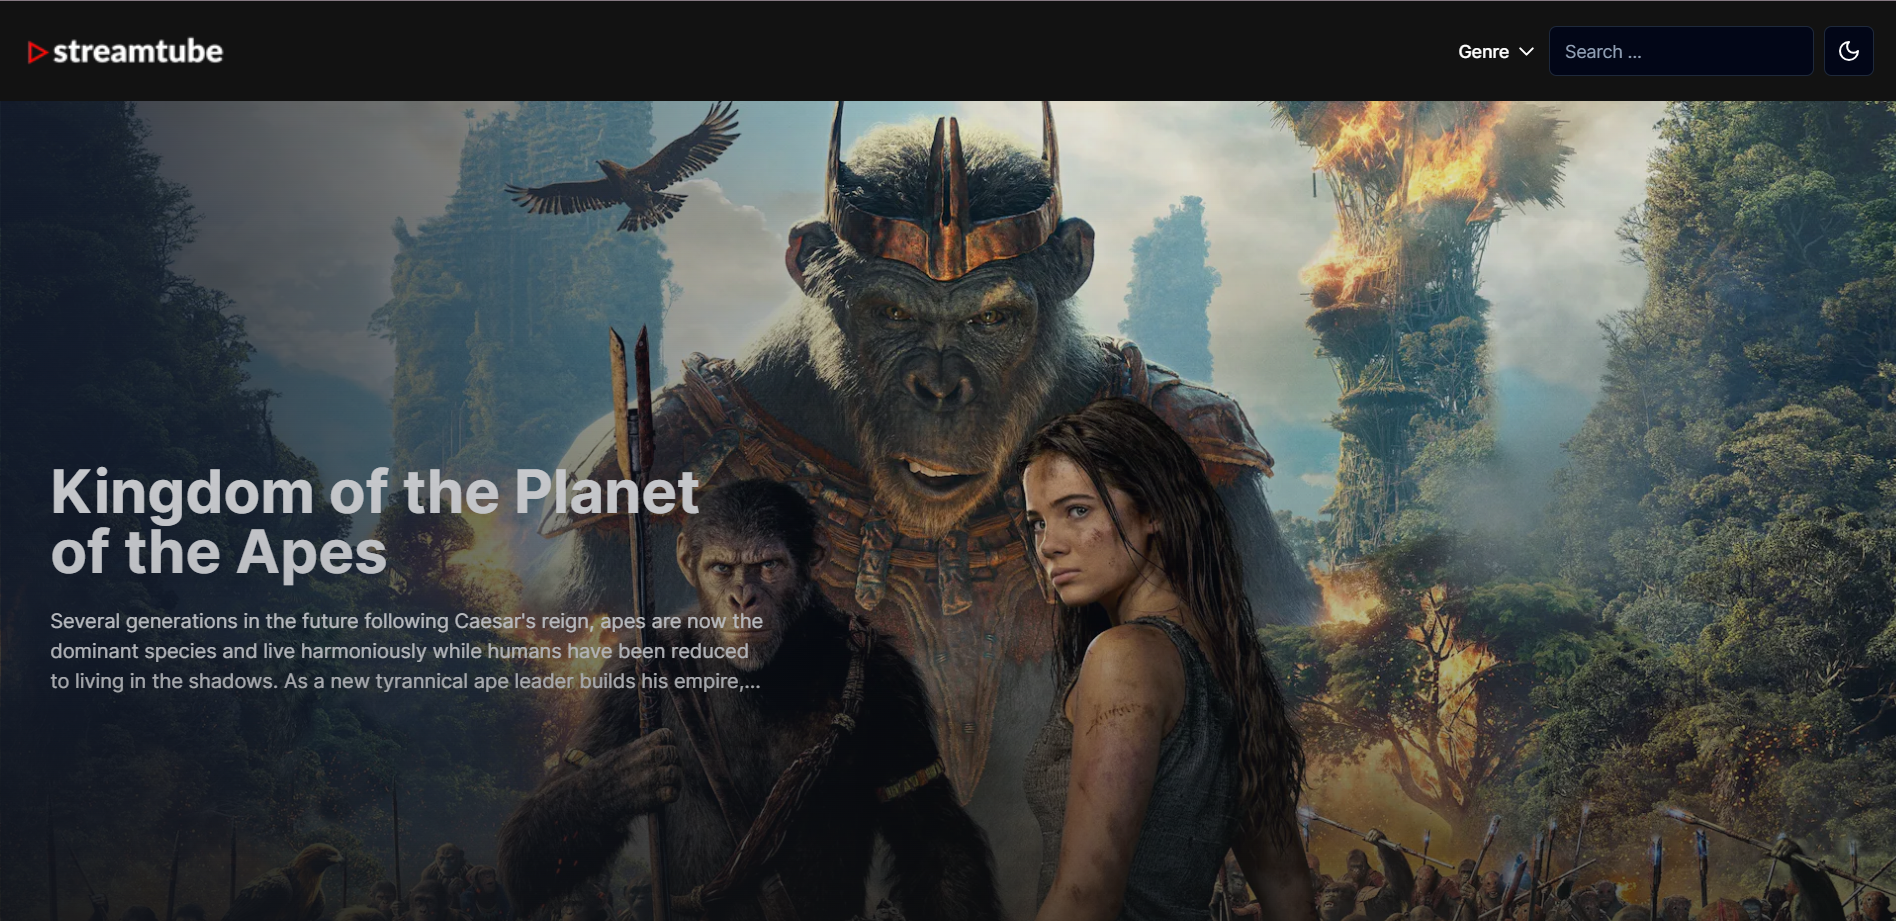 streamtube
Genre
Search ...
Kingdom of the Planet
of the Apes
Several generations in the future following Caesar's reign, apes are now the
dominant species and live harmoniously while humans have been reduced
to living in the shadows. As a new tyrannical ape leader builds his empire,...